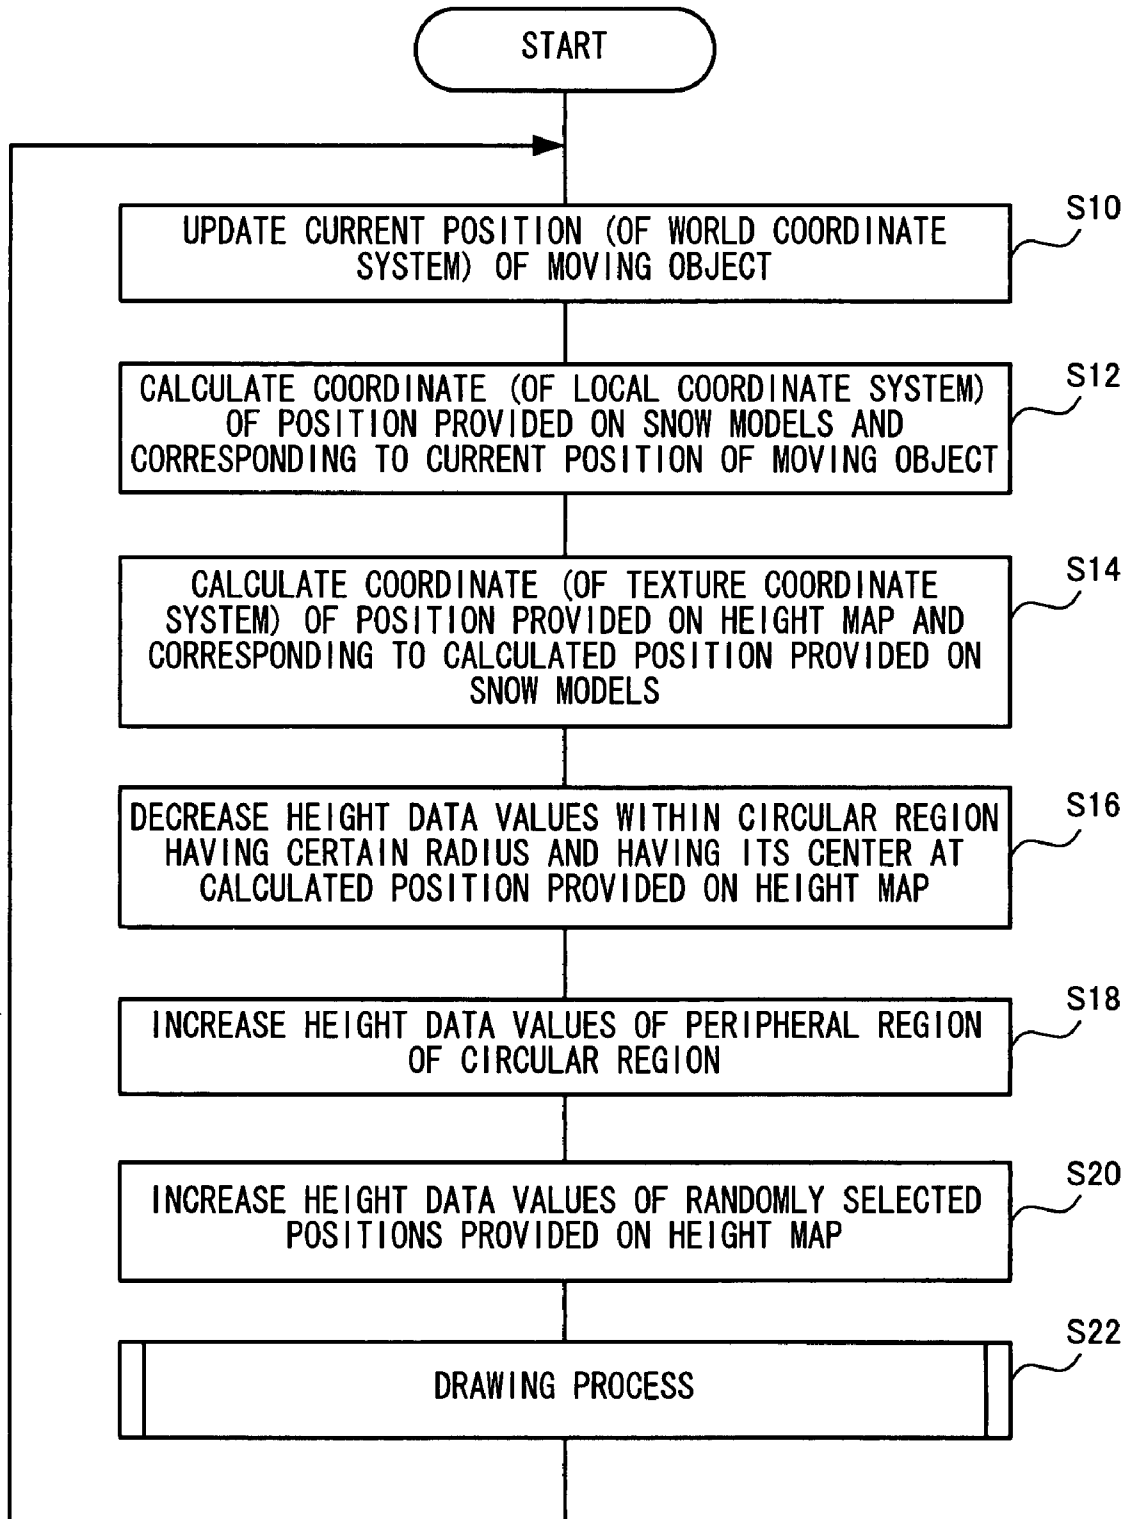 START
S10
UPDATE CURRENT POSITION (OF WORLD COORDINATE
SYSTEM) OF MOVING OBJECT
S12
CALCULATE COORDINATE (OF LOCAL COORDINATE SYSTEM)
OF POSITION PROVIDED ON SNOW MODELS AND
CORRESPONDING TO CURRENT POSITION OF MOVING OBJECT
S14
CALCULATE COORDINATE (OF TEXTURE COORDINATE
SYSTEM) OF POSITION PROVIDED ON HEIGHT MAP AND
CORRESPONDING TO CALCULATED POSITION PROVIDED ON
SNOW MODELS
S16
DECREASE HEIGHT DATA VALUES WITHIN CIRCULAR REGION
HAVING CERTAIN RADIUS AND HAVING ITS CENTER AT
CALCULATED POSITION PROVIDED ON HEIGHT MAP
S18
INCREASE HEIGHT DATA VALUES OF PERIPHERAL REGION
OF CIRCULAR REGION
S20
INCREASE HEIGHT DATA VALUES OF RANDOMLY SELECTED
POSITIONS PROVIDED ON HEIGHT MAP
S22
DRAWING PROCESS